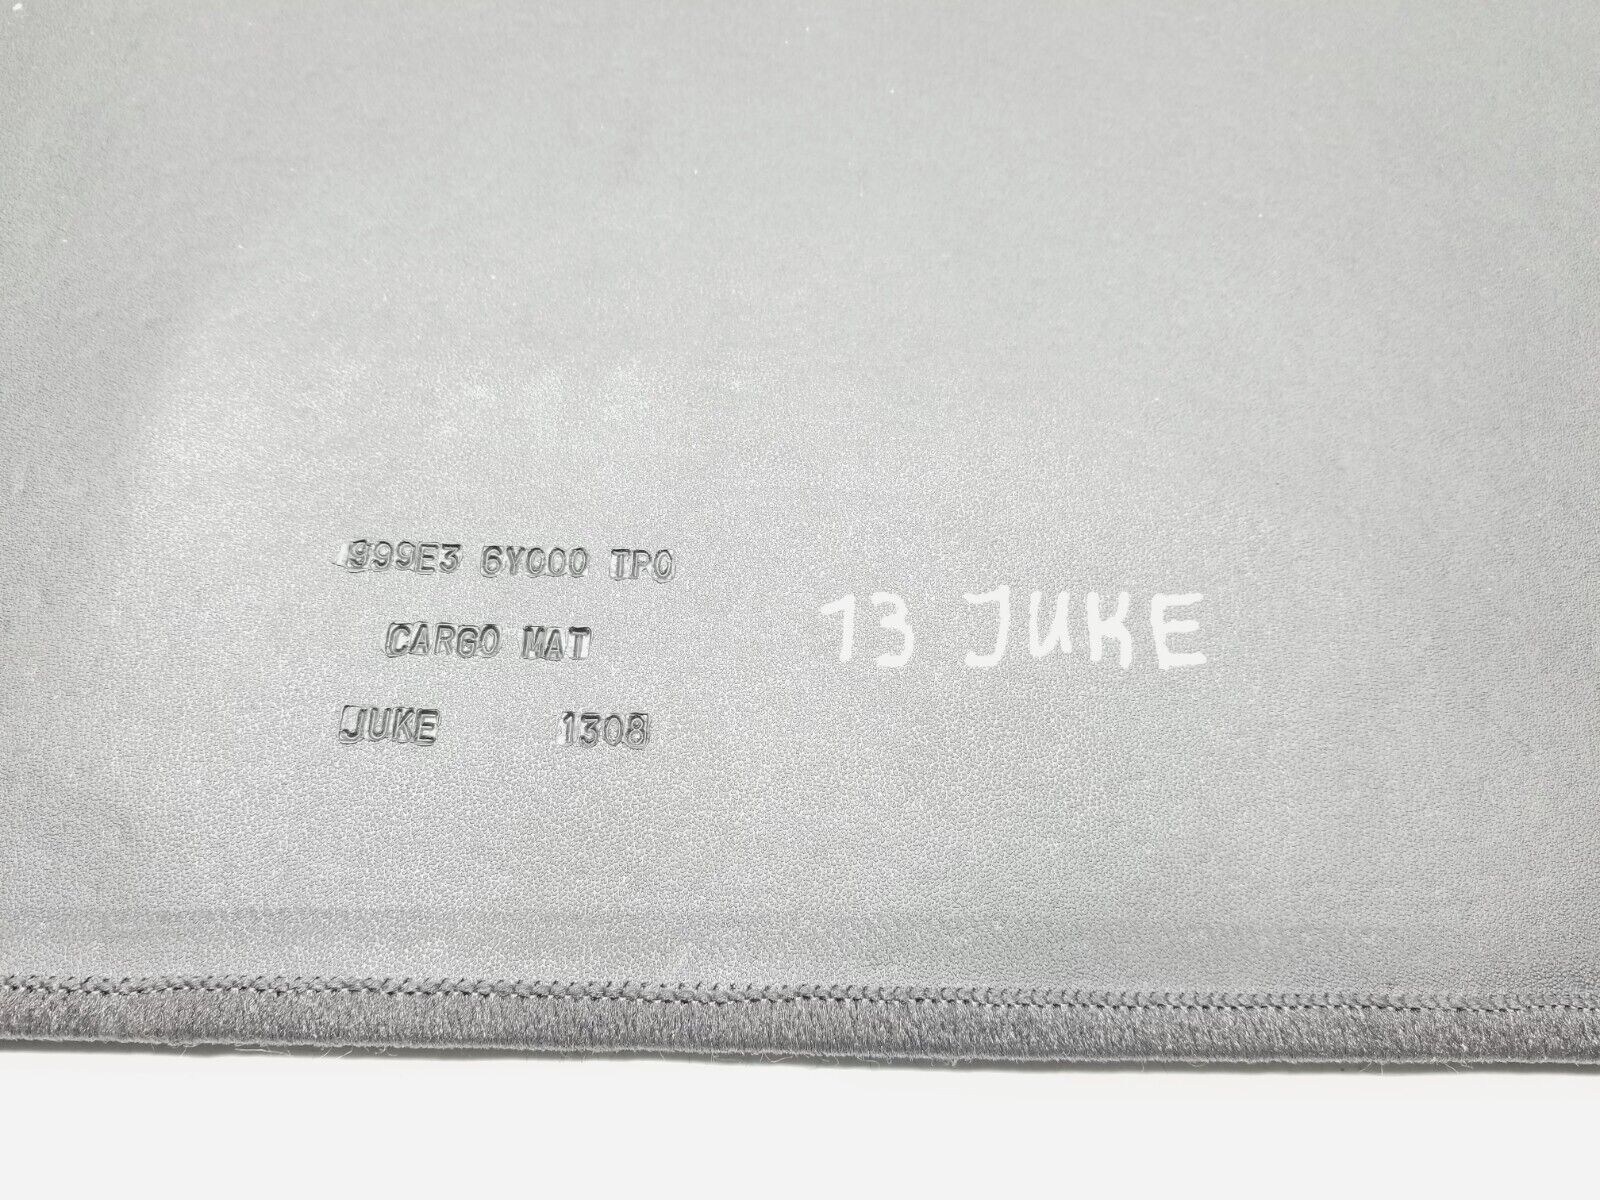 999E3 6Y000 TP0
CARGO MAT
JUKE 1308
13 JUKE